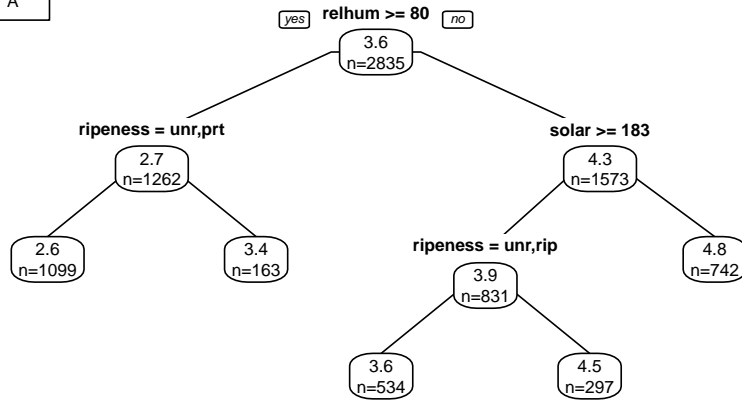 A
yes relhum >= 80 no
3.6
n=2835
ripeness = unr,prt
solar >= 183
2.7
n=1262
4.3
n=1573
2.6
n=1099
3.4
n=163
ripeness = unr,rip
4.8
n=742
3.9
n=831
3.6
n=534
4.5
n=297